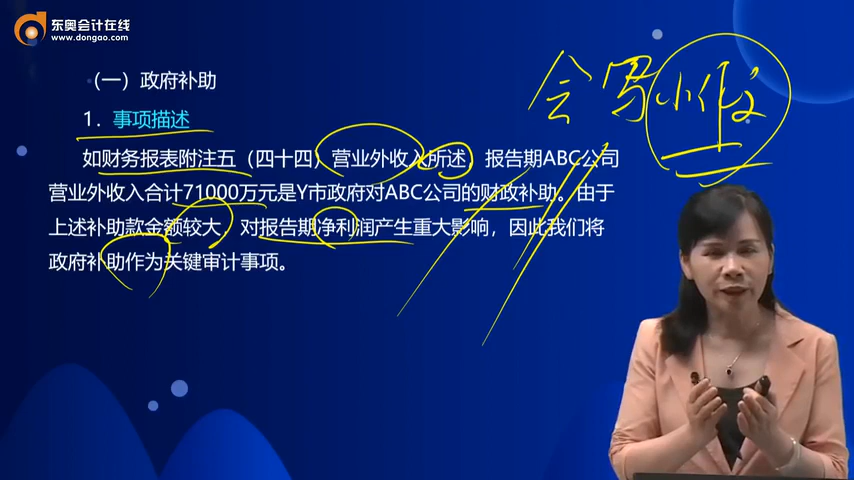 东奥会计在线
www.dongao.com
（一）政府补助
1．事项描述
如财务报表附注五（四十四）营业外收入所述，报告期ABC公司
营业外收入合计71000万元是Y市政府对ABC公司的财政补助。由于
上述补助款金额较大，对报告期净利润产生重大影响，因此我们将
政府补助作为关键审计事项。
会写小作文